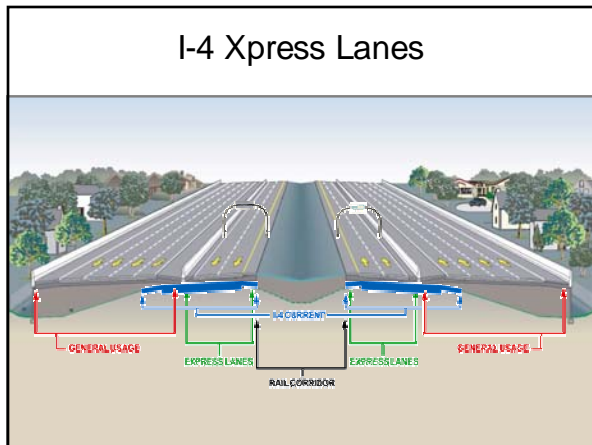 I-4 Xpress Lanes
I-4 CURRENT
GENERAL USAGE
GENERAL USAGE
EXPRESS LANES
EXPRESS LANES
RAIL CORRIDOR